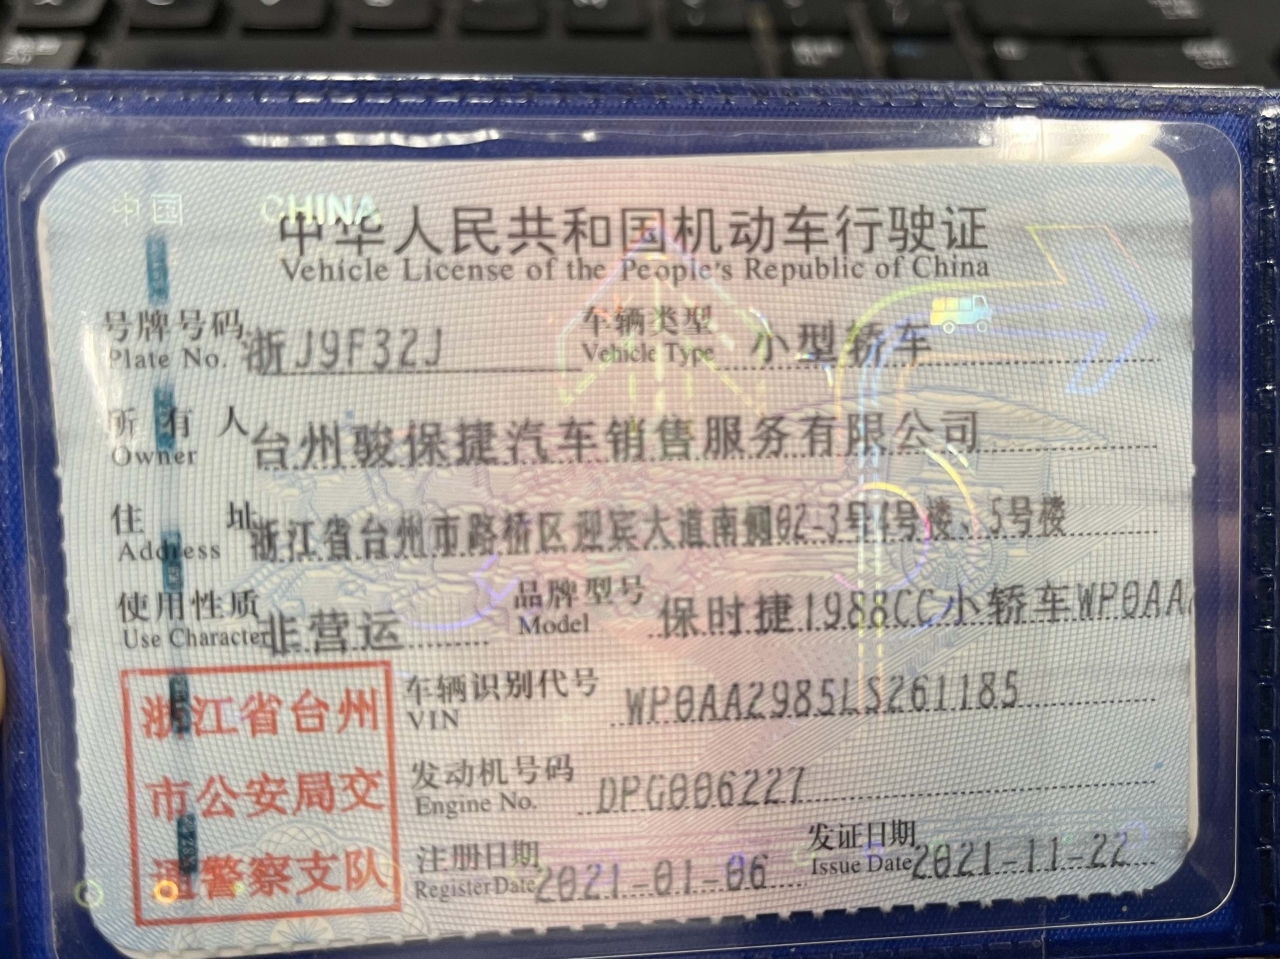 中国 CHINA
中华人民共和国机动车行驶证
Vehicle License of the People's Republic of China
号牌号码 浙J9F32J 车辆类型 小型轿车
Plate No. Vehicle Type
所有人 台州骏保捷汽车销售服务有限公司
Owner
住址 浙江省台州市路桥区迎宾大道南侧02-3号4号楼、5号楼
Address
使用性质 非营运 品牌型号 保时捷1988CC小轿车WP0AA
Use Character Model
浙江省台州
市公安局交
通警察支队
车辆识别代号 WP0AA2985LS261185
VIN
发动机号码 DPG006227
Engine No.
注册日期 2021-01-06 发证日期 2021-11-22
Register Date Issue Date